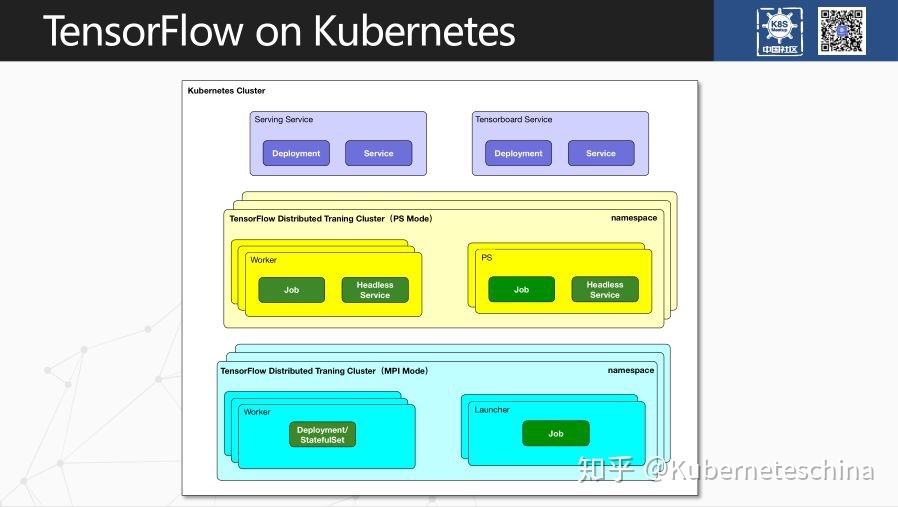 TensorFlow on Kubernetes
K8S
Meetup
中国社区
Kubernetes Cluster
Serving Service
Deployment
Service
Tensorboard Service
Deployment
Service
TensorFlow Distributed Traning Cluster（PS Mode）
namespace
Worker
Job
Headless
Service
PS
Job
Headless
Service
TensorFlow Distributed Traning Cluster（MPI Mode）
namespace
Worker
Deployment/
StatefulSet
Launcher
Job
知乎 @Kuberneteschina